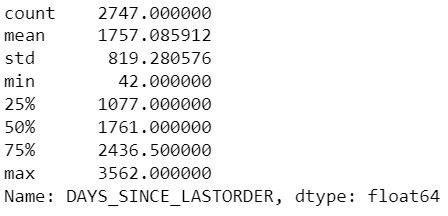 count    2747.000000
mean     1757.085912
std       819.280576
min        42.000000
25%      1077.000000
50%      1761.000000
75%      2436.500000
max      3562.000000
Name: DAYS_SINCE_LASTORDER, dtype: float64